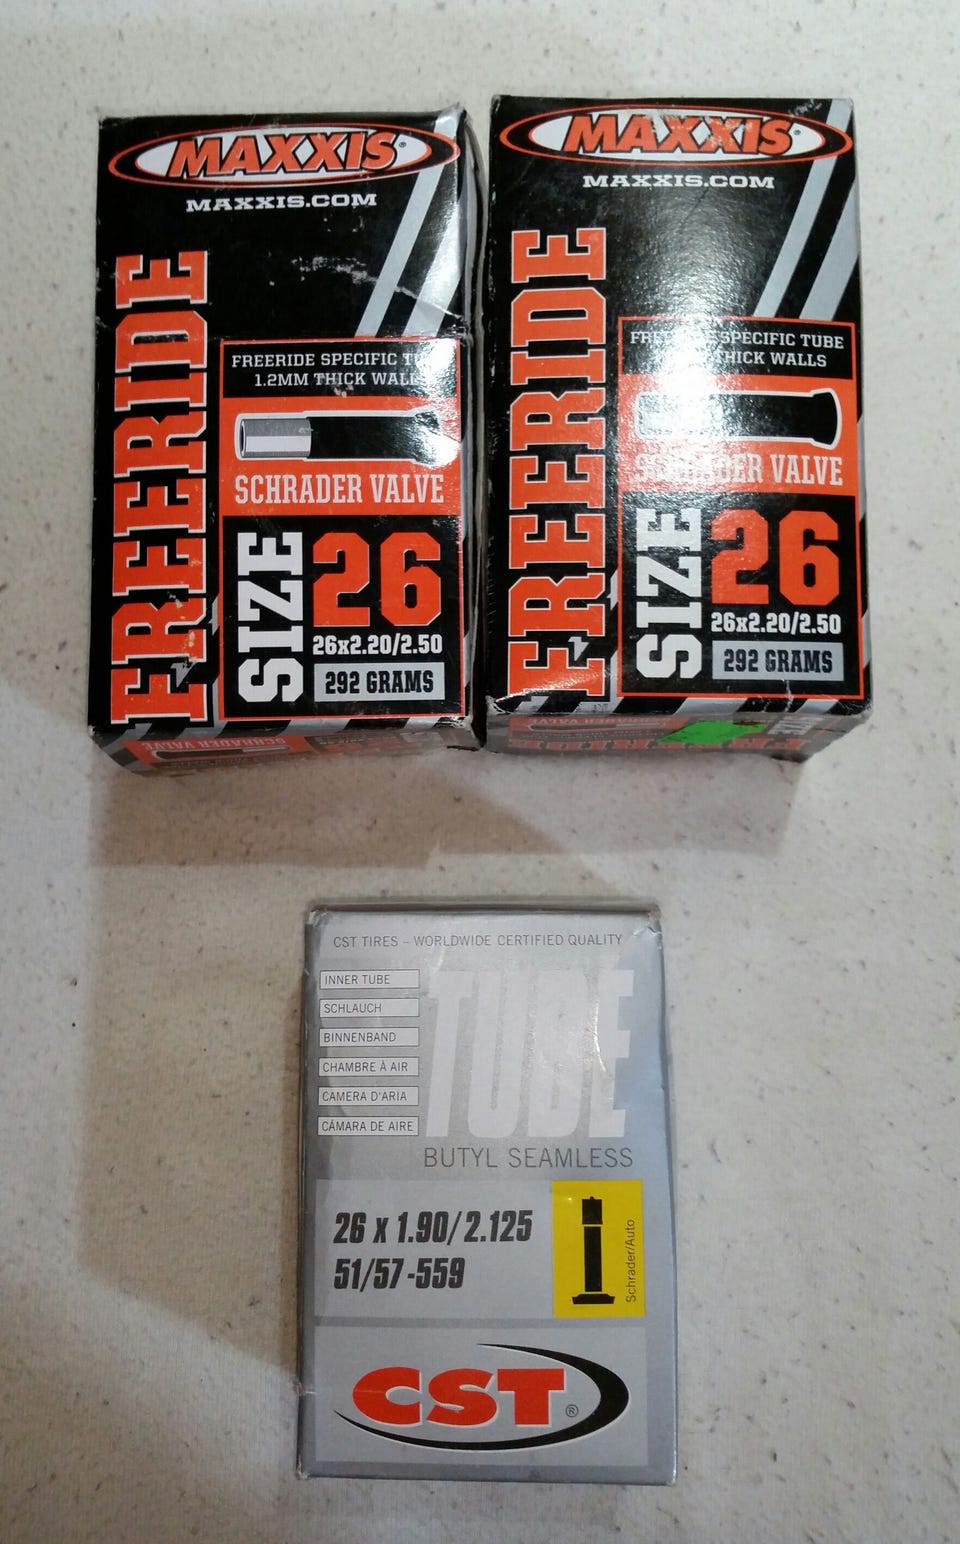 MAXXIS®
MAXXIS.COM
FREERIDE
FREERIDE SPECIFIC
1.2MM THICK WALL
SCHRADER VALVE
SIZE
26
26x2.20/2.50
292 GRAMS
SCHRADER VALVE
MAXXIS®
MAXXIS.COM
FREERIDE
SPECIFIC TUBE
THICK WALLS
SCHRADER VALVE
SIZE
26
26x2.20/2.50
292 GRAMS
CST TIRES – WORLDWIDE CERTIFIED QUALITY
INNER TUBE
SCHLAUCH
BINNENBAND
CHAMBRE À AIR
CAMERA D'ARIA
CÁMARA DE AIRE
TUBE
BUTYL SEAMLESS
26 x 1.90/2.125
51/57-559
Schrader/Auto
CST®